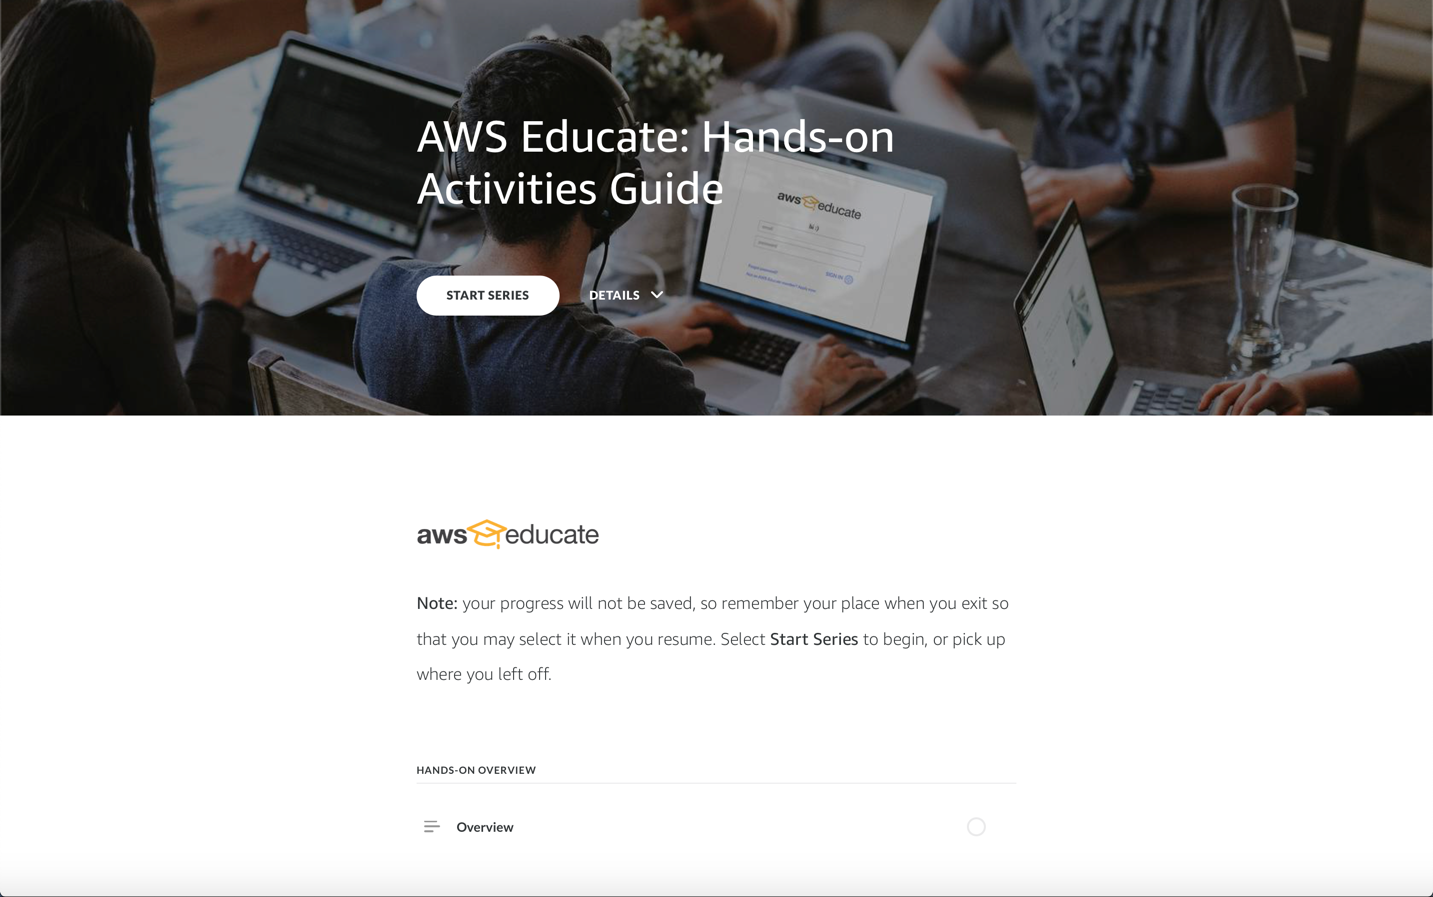 AWS Educate: Hands-on
Activities Guide
START SERIES
DETAILS
aws educate
aws educate
Note: your progress will not be saved, so remember your place when you exit so
that you may select it when you resume. Select Start Series to begin, or pick up
where you left off.
HANDS-ON OVERVIEW
Overview